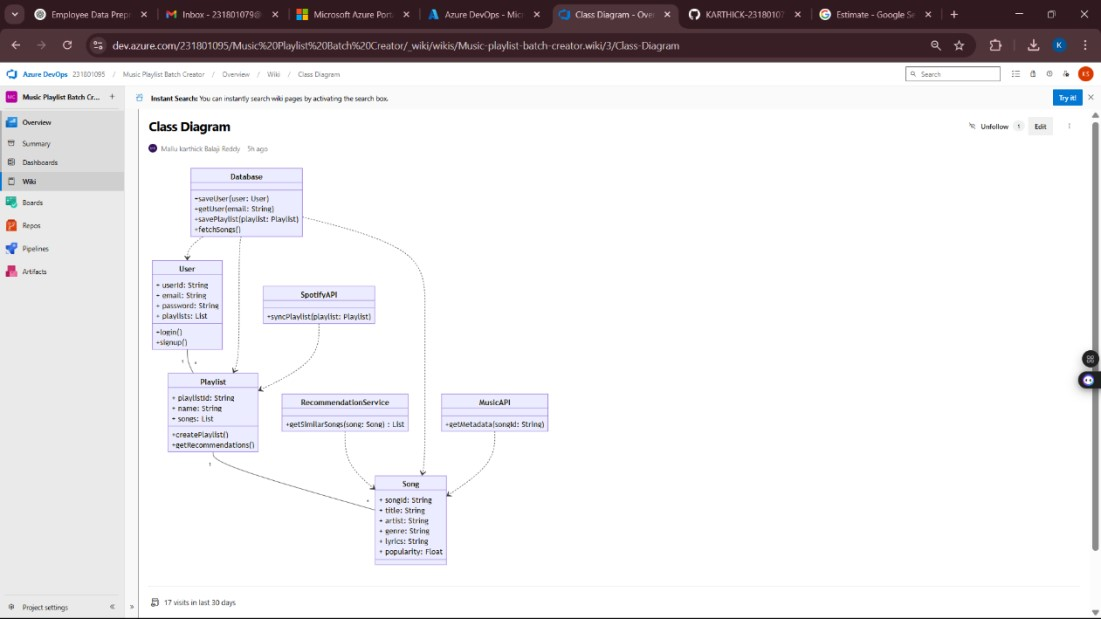 Employee Data Prep
Inbox - 231801079@
Microsoft Azure Por
Azure DevOps - Mic
Class Diagram - Over
KARTHICK-2318010
Estimate - Google Se
dev.azure.com/231801095/Music%20Playlist%20Batch%20Creator/_wiki/wikis/Music-playlist-batch-creator.wiki/3/Class-Diagram
K
Azure DevOps 231801095 / Music Playlist Batch Creator / Overview / Wiki / Class Diagram
Search
KS
MC Music Playlist Batch Cr... +
Instant Search: You can instantly search wiki pages by activating the search box.
Try it!
Overview
Summary
Dashboards
Wiki
Boards
Repos
Pipelines
Artifacts
Project settings
Class Diagram
Unfollow 1 Edit
Mallu karthick Balaji Reddy 5h ago
Database
+saveUser(user: User)
+getUser(email: String)
+savePlaylist(playlist: Playlist)
+fetchSongs()
User
+ userId: String
+ email: String
+ password: String
+ playlists: List
+login()
+signup()
SpotifyAPI
+syncPlaylist(playlist: Playlist)
Playlist
+ playlistId: String
+ name: String
+ songs: List
+createPlaylist()
+getRecommendations()
RecommendationService
+getSimilarSongs(song: Song) : List
MusicAPI
+getMetadata(songId: String)
Song
+ songId: String
+ title: String
+ artist: String
+ genre: String
+ lyrics: String
+ popularity: Float
17 visits in last 30 days